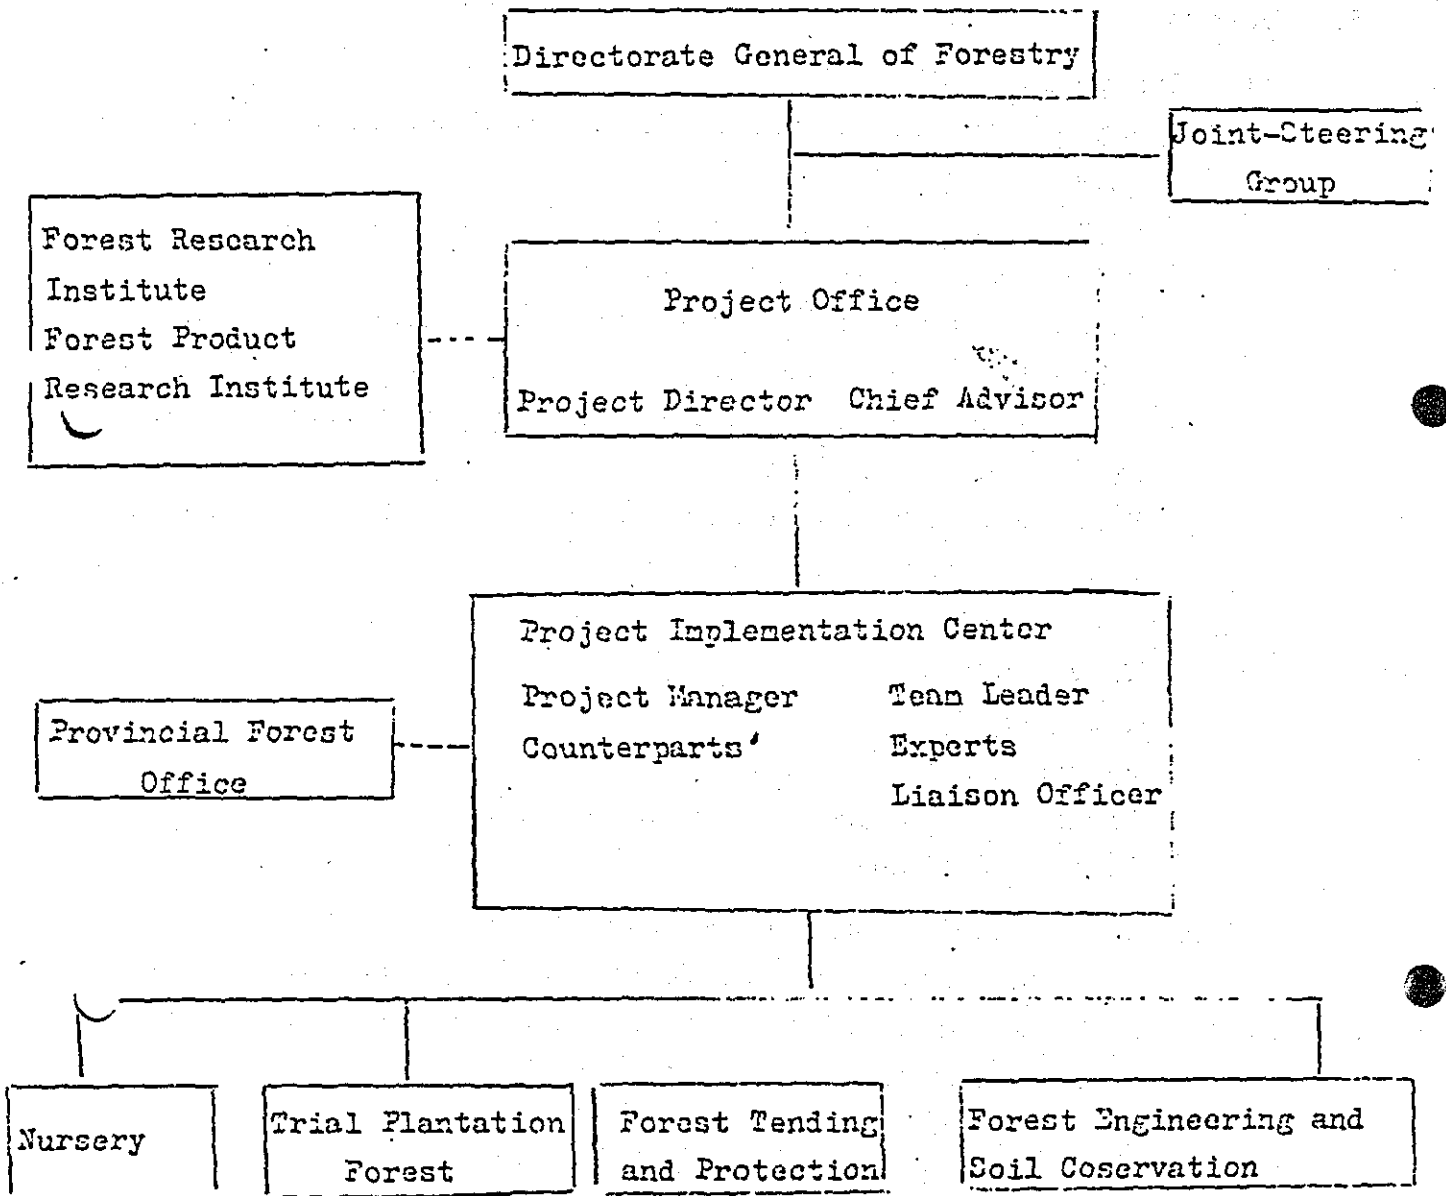 Directorate General of Forestry
Joint-Steering
Group
Forest Research
Institute
Forest Product
Research Institute
Project Office
Project Director Chief Advisor
Project Implementation Center
Project Manager Team Leader
Counterparts Experts
Liaison Officer
Provincial Forest
Office
Nursery
Trial Plantation
Forest
Forest Tending
and Protection
Forest Engineering and
Soil Coservation